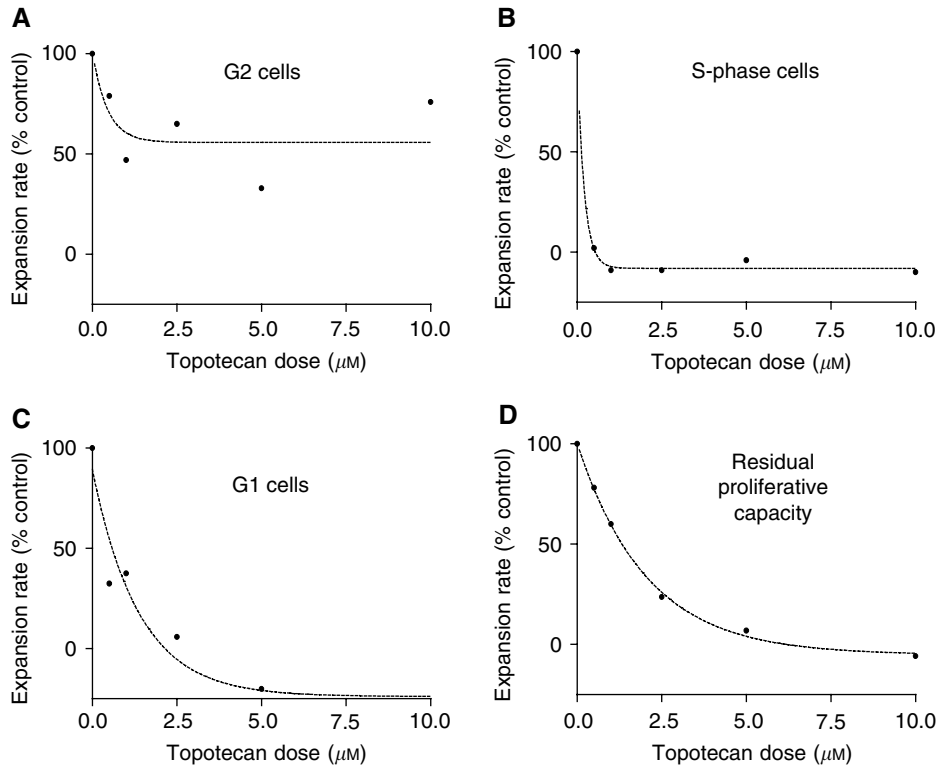 A
G2 cells
Expansion rate (% control)
100
50
0
0.0 2.5 5.0 7.5 10.0
Topotecan dose (μM)
B
S-phase cells
Expansion rate (% control)
100
50
0
0.0 2.5 5.0 7.5 10.0
Topotecan dose (μM)
C
G1 cells
Expansion rate (% control)
100
50
0
0.0 2.5 5.0 7.5 10.0
Topotecan dose (μM)
D
Residual
proliferative
capacity
Expansion rate (% control)
100
50
0
0.0 2.5 5.0 7.5 10.0
Topotecan dose (μM)